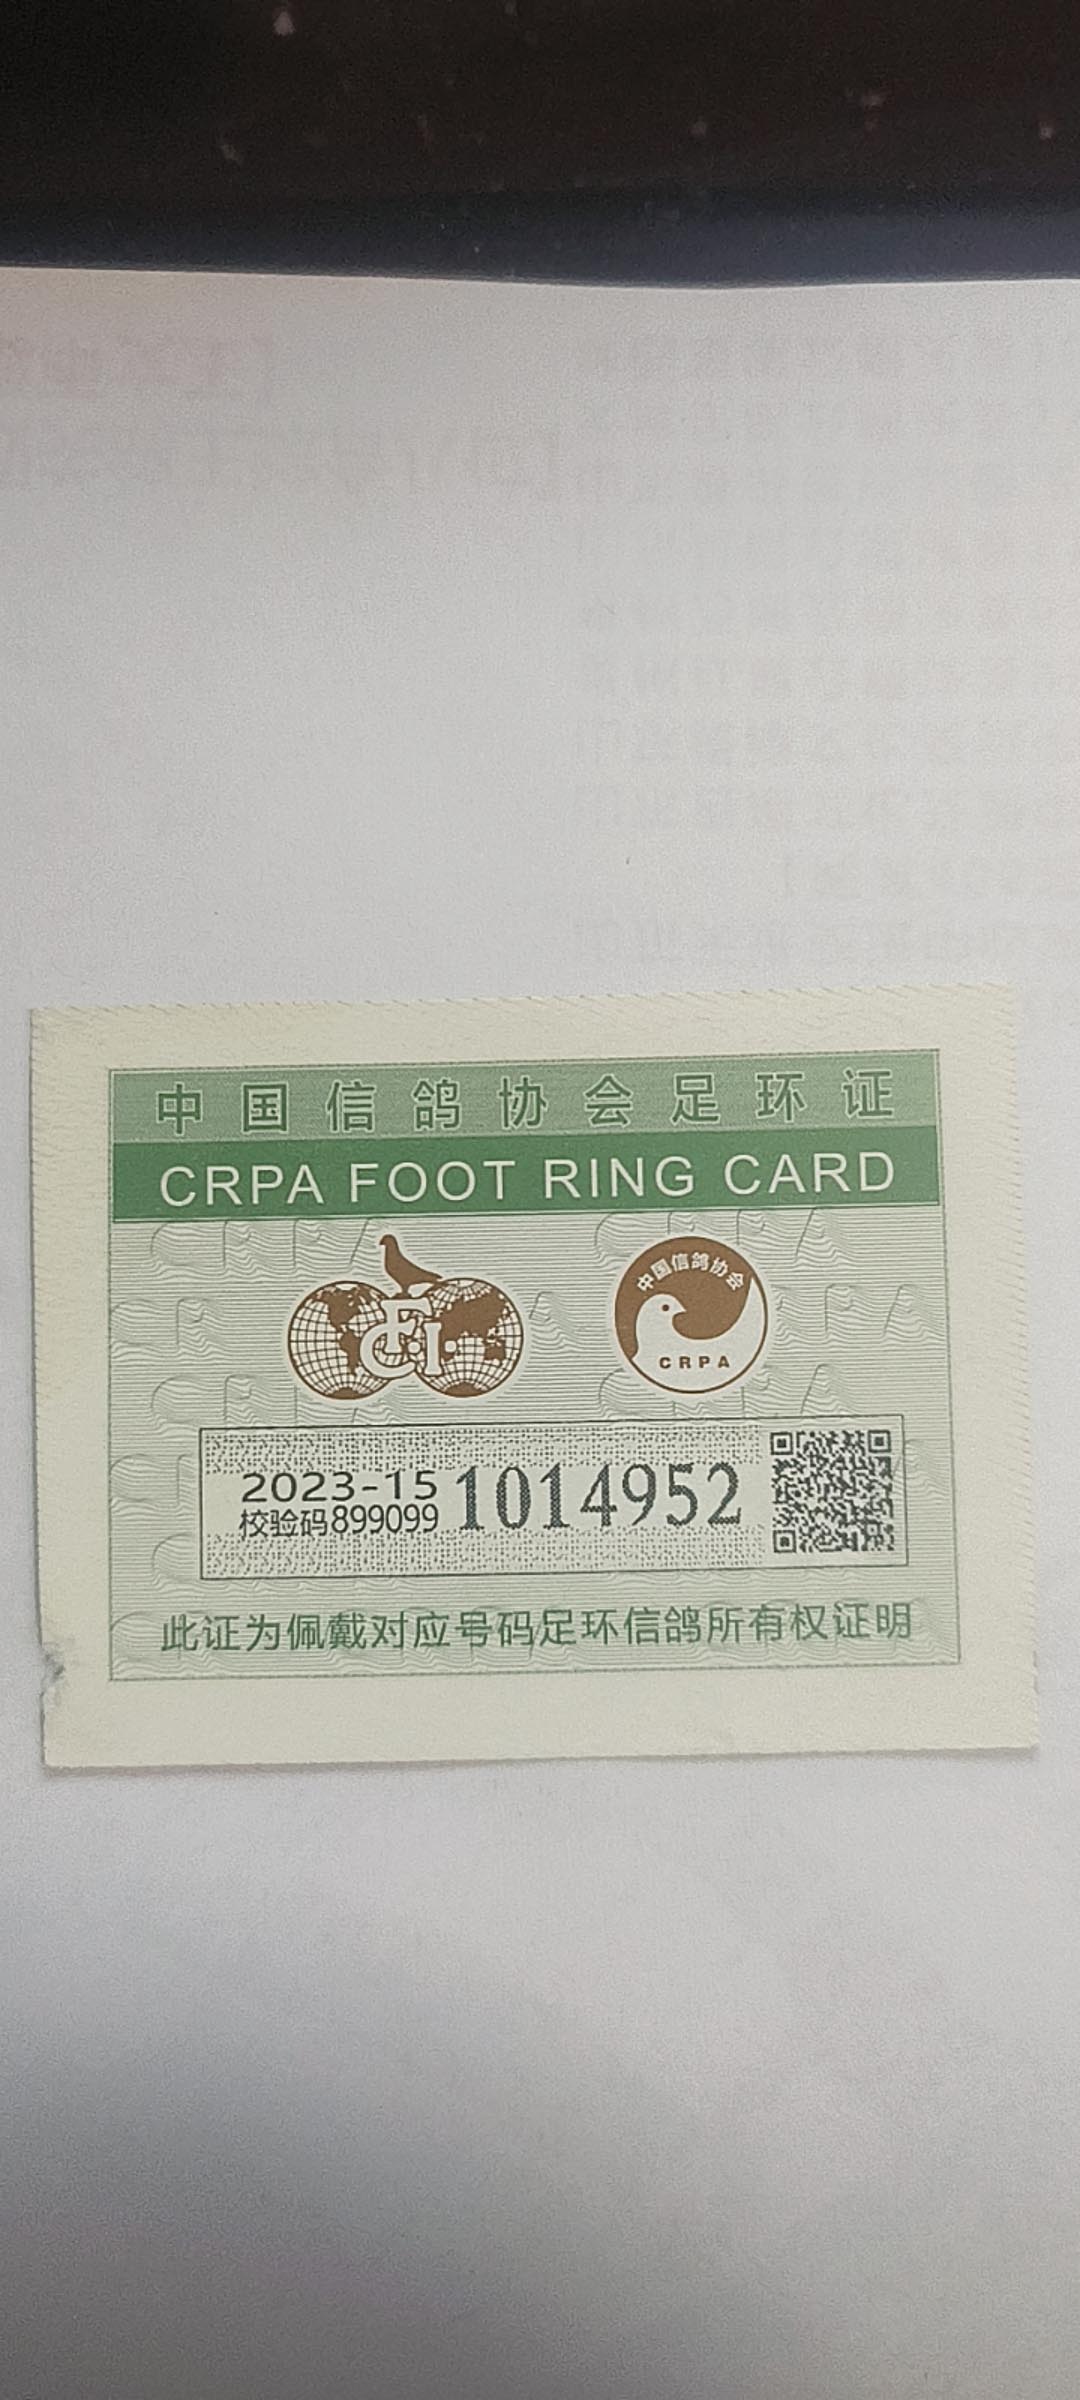 中国信鸽协会足环证
CRPA FOOT RING CARD
F.C.I.
中国信鸽协会
CRPA
2023-15
校验码899099
1014952
此证为佩戴对应号码足环信鸽所有权证明